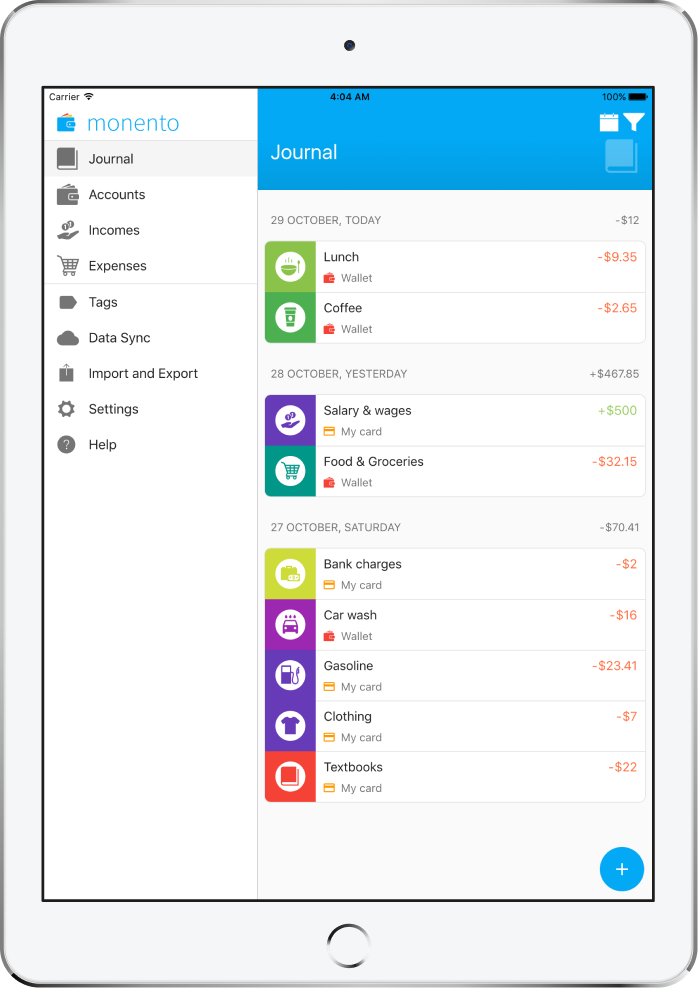 Carrier
4:04 AM
100%
monento
Journal
Accounts
Incomes
Expenses
Tags
Data Sync
Import and Export
Settings
Help
Journal
29 OCTOBER, TODAY -$12
Lunch -$9.35
Wallet
Coffee -$2.65
Wallet
28 OCTOBER, YESTERDAY +$467.85
Salary & wages +$500
My card
Food & Groceries -$32.15
Wallet
27 OCTOBER, SATURDAY -$70.41
Bank charges -$2
My card
Car wash -$16
Wallet
Gasoline -$23.41
My card
Clothing -$7
My card
Textbooks -$22
My card